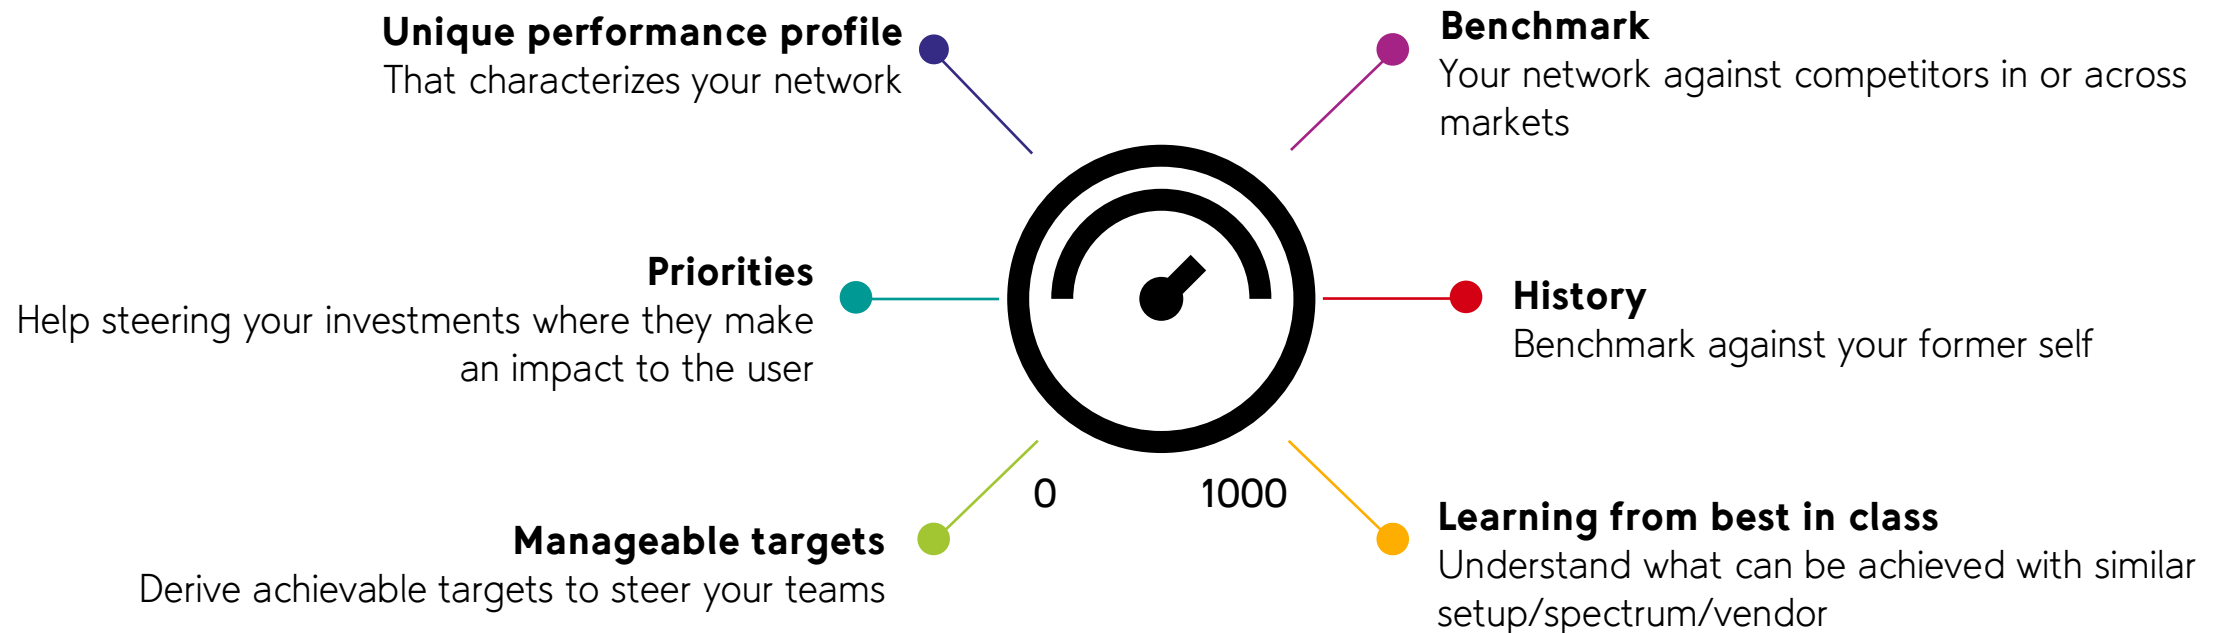 Unique performance profile
That characterizes your network
Benchmark
Your network against competitors in or across
markets
Priorities
Help steering your investments where they make
an impact to the user
History
Benchmark against your former self
0
1000
Manageable targets
Derive achievable targets to steer your teams
Learning from best in class
Understand what can be achieved with similar
setup/spectrum/vendor